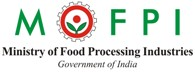 MOFPI
Ministry of Food Processing Industries
Government of India